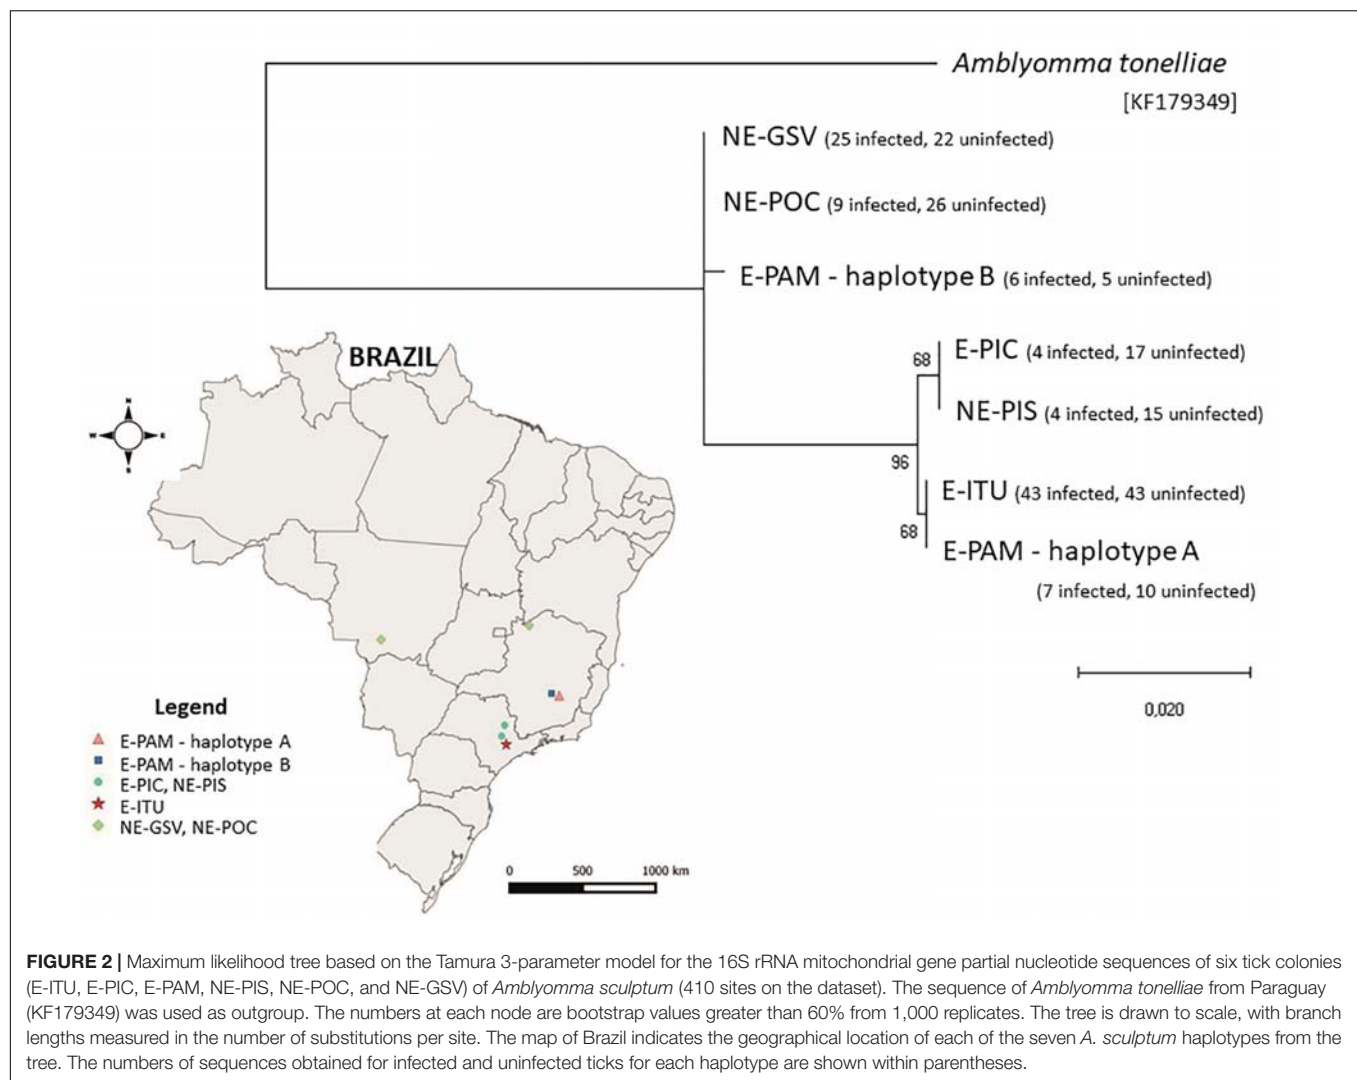 Amblyomma tonelliae
[KF179349]
NE-GSV (25 infected, 22 uninfected)
NE-POC (9 infected, 26 uninfected)
E-PAM - haplotype B (6 infected, 5 uninfected)
68
E-PIC (4 infected, 17 uninfected)
NE-PIS (4 infected, 15 uninfected)
96
E-ITU (43 infected, 43 uninfected)
68
E-PAM - haplotype A
(7 infected, 10 uninfected)
0,020
BRAZIL
N
W
E
S
Legend
E-PAM - haplotype A
E-PAM - haplotype B
E-PIC, NE-PIS
E-ITU
NE-GSV, NE-POC
0 500 1000 km
FIGURE 2 | Maximum likelihood tree based on the Tamura 3-parameter model for the 16S rRNA mitochondrial gene partial nucleotide sequences of six tick colonies
(E-ITU, E-PIC, E-PAM, NE-PIS, NE-POC, and NE-GSV) of Amblyomma sculptum (410 sites on the dataset). The sequence of Amblyomma tonelliae from Paraguay
(KF179349) was used as outgroup. The numbers at each node are bootstrap values greater than 60% from 1,000 replicates. The tree is drawn to scale, with branch
lengths measured in the number of substitutions per site. The map of Brazil indicates the geographical location of each of the seven A. sculptum haplotypes from the
tree. The numbers of sequences obtained for infected and uninfected ticks for each haplotype are shown within parentheses.